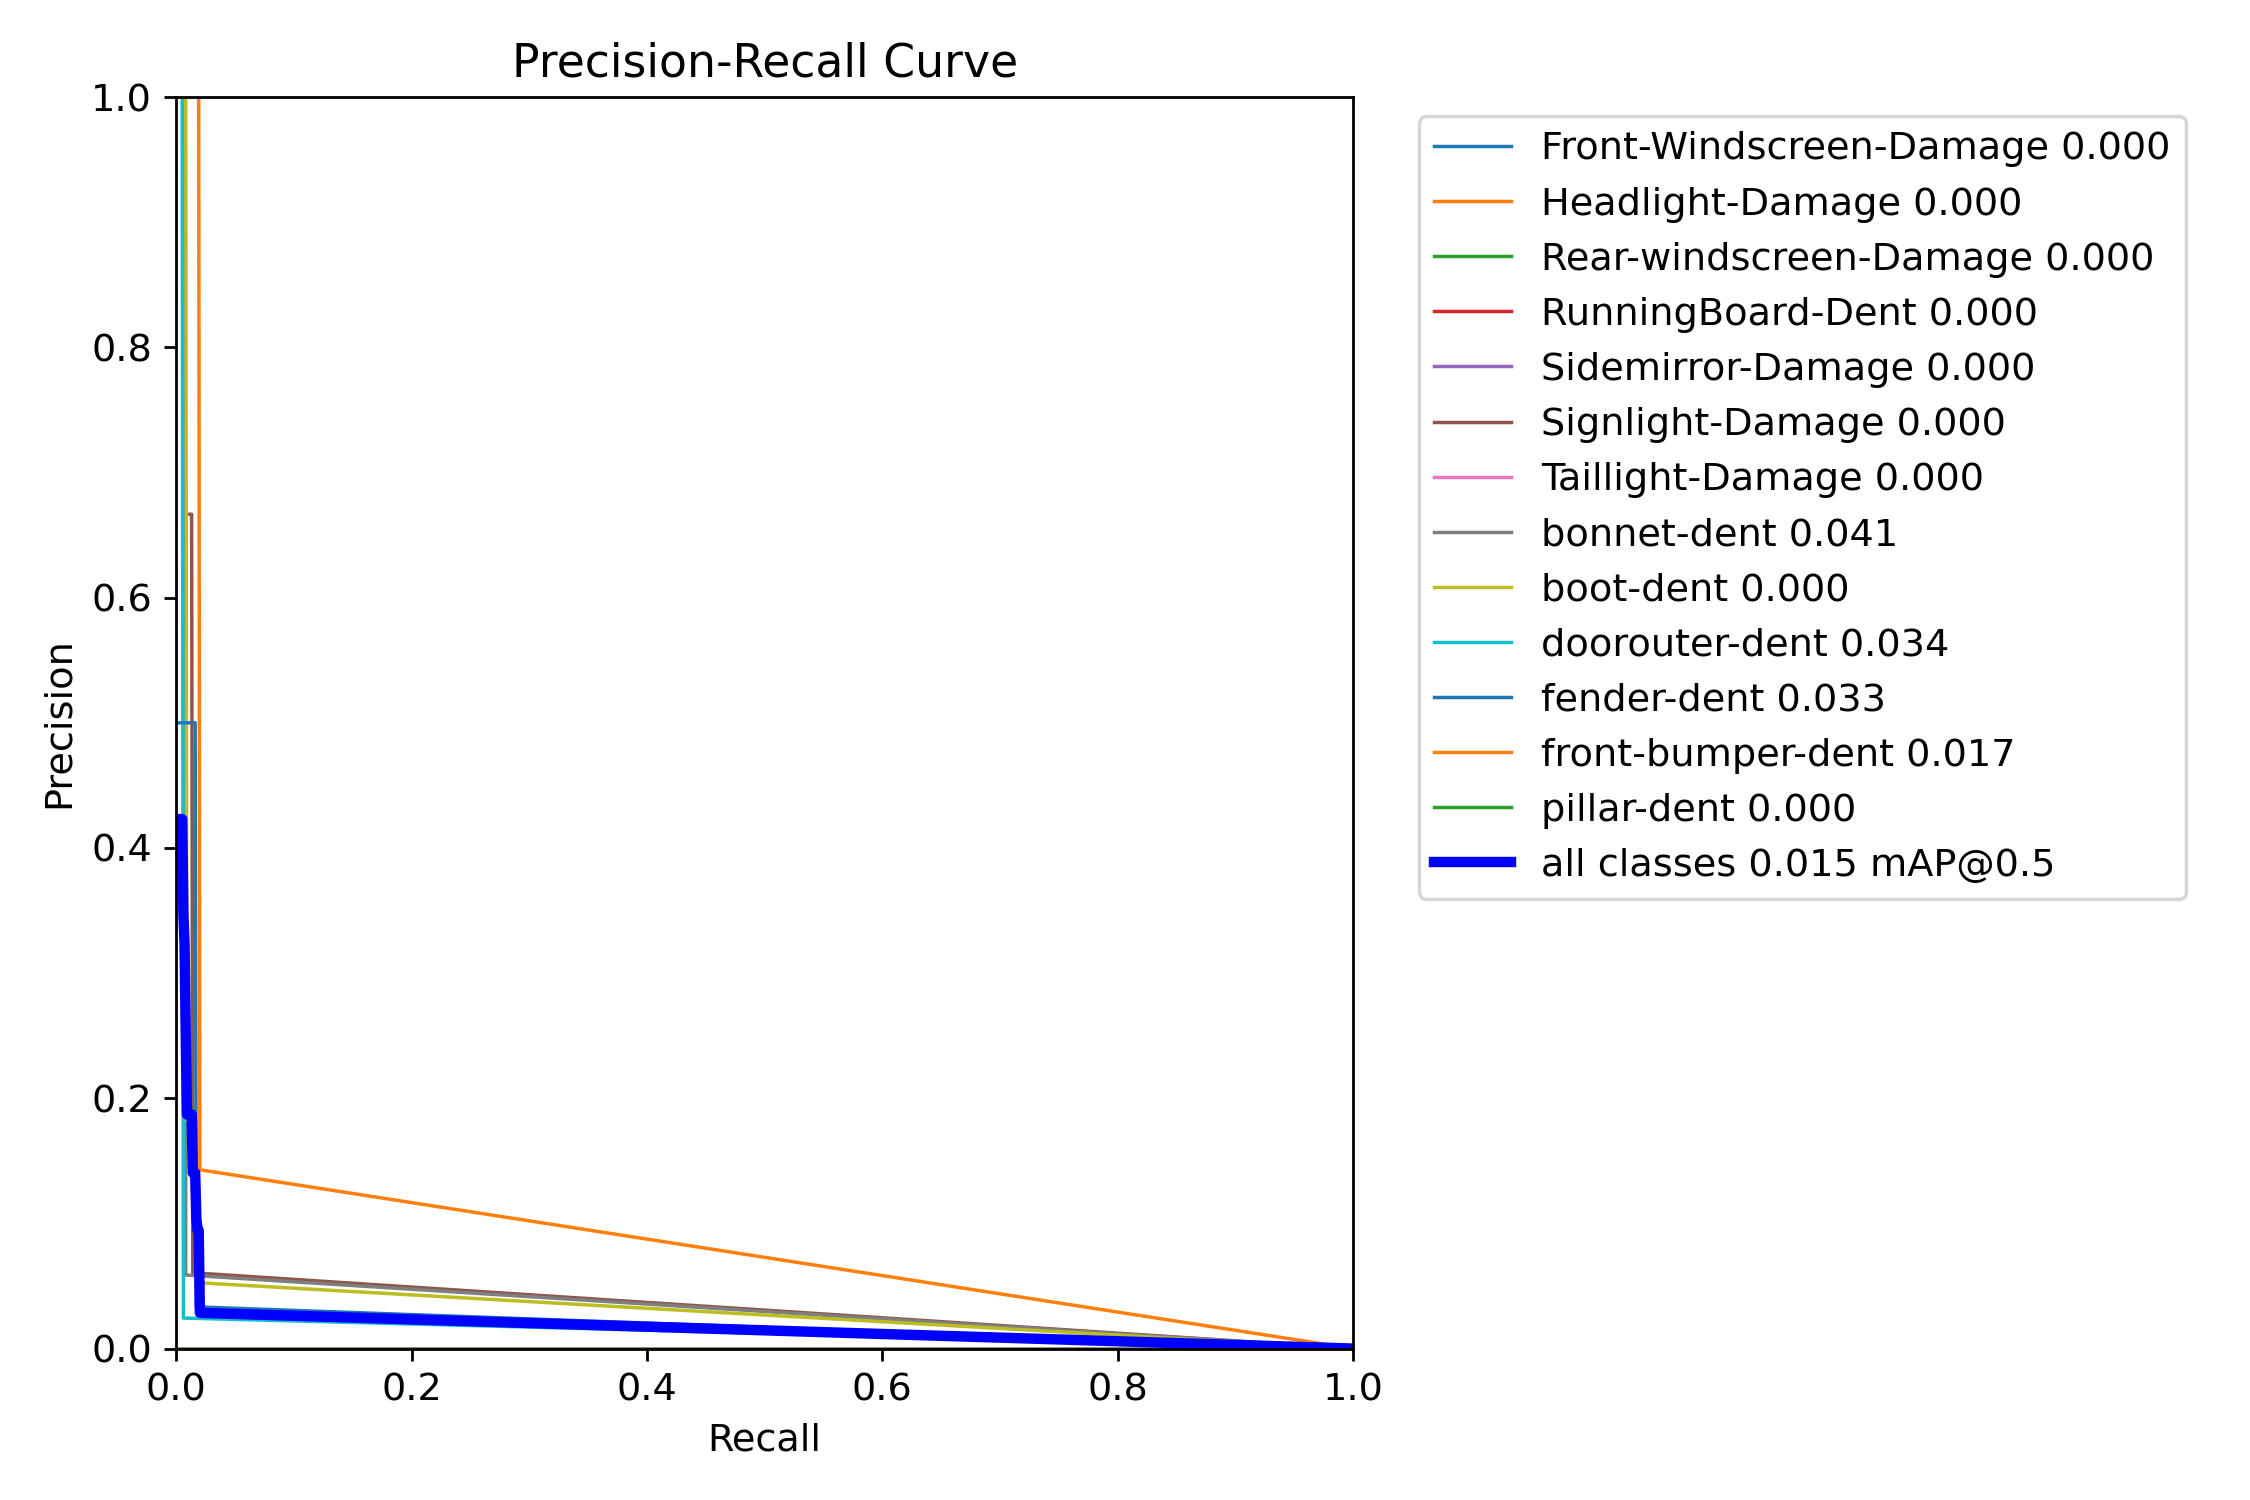 Precision-Recall Curve
1.0
0.8
0.6
0.4
0.2
0.0
Precision
0.0 0.2 0.4 0.6 0.8 1.0
Recall
Front-Windscreen-Damage 0.000
Headlight-Damage 0.000
Rear-windscreen-Damage 0.000
RunningBoard-Dent 0.000
Sidemirror-Damage 0.000
Signlight-Damage 0.000
Taillight-Damage 0.000
bonnet-dent 0.041
boot-dent 0.000
doorouter-dent 0.034
fender-dent 0.033
front-bumper-dent 0.017
pillar-dent 0.000
all classes 0.015 mAP@0.5